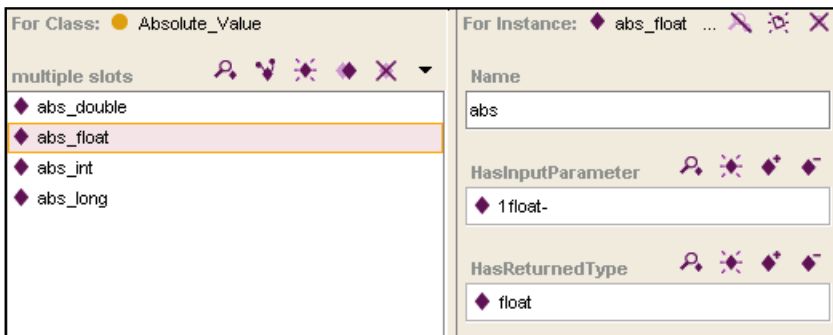 For Class: Absolute_Value
multiple slots
abs_double
abs_float
abs_int
abs_long
For Instance: abs_float ...
Name
abs
HasInputParameter
1float-
HasReturnedType
float